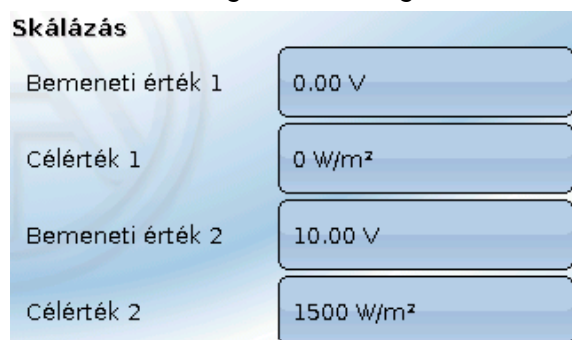 Skálázás
Bemeneti érték 1 0.00 V
Célérték 1 0 W/m²
Bemeneti érték 2 10.00 V
Célérték 2 1500 W/m²